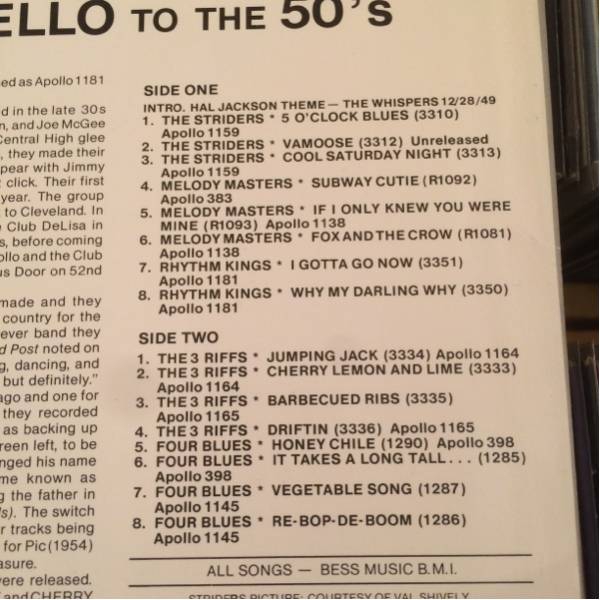 ELLO TO THE 50's
ed as Apollo 1181
d in the late 30s
n, and Joe McGee
Central High glee
, they made their
pear with Jimmy
click. Their first
year. The group
to Cleveland. In
Club DeLisa in
s, before coming
ollo and the Club
us Door on 52nd
made and they
country for the
ever band they
d Post noted on
g, dancing, and
but definitely."
ago and one for
they recorded
as backing up
reen left, to be
nged his name
me known as
g the father in
ls). The switch
r tracks being
for Pic (1954)
asure.
ere released.
and CHERRY
SIDE ONE
INTRO. HAL JACKSON THEME — THE WHISPERS 12/28/49
1. THE STRIDERS * 5 O'CLOCK BLUES (3310)
Apollo 1159
2. THE STRIDERS * VAMOOSE (3312) Unreleased
3. THE STRIDERS * COOL SATURDAY NIGHT (3313)
Apollo 1159
4. MELODY MASTERS * SUBWAY CUTIE (R1092)
Apollo 383
5. MELODY MASTERS * IF I ONLY KNEW YOU WERE
MINE (R1093) Apollo 1138
6. MELODY MASTERS * FOX AND THE CROW (R1081)
Apollo 1138
7. RHYTHM KINGS * I GOTTA GO NOW (3351)
Apollo 1181
8. RHYTHM KINGS * WHY MY DARLING WHY (3350)
Apollo 1181
SIDE TWO
1. THE 3 RIFFS * JUMPING JACK (3334) Apollo 1164
2. THE 3 RIFFS * CHERRY LEMON AND LIME (3333)
Apollo 1164
3. THE 3 RIFFS * BARBECUED RIBS (3335)
Apollo 1165
4. THE 3 RIFFS * DRIFTIN (3336) Apollo 1165
5. FOUR BLUES * HONEY CHILE (1290) Apollo 398
6. FOUR BLUES * IT TAKES A LONG TALL . . . (1285)
Apollo 398
7. FOUR BLUES * VEGETABLE SONG (1287)
Apollo 1145
8. FOUR BLUES * RE-BOP-DE-BOOM (1286)
Apollo 1145
ALL SONGS — BESS MUSIC B.M.I.
STRIDERS PICTURE: COURTESY OF VAL SHIVELY